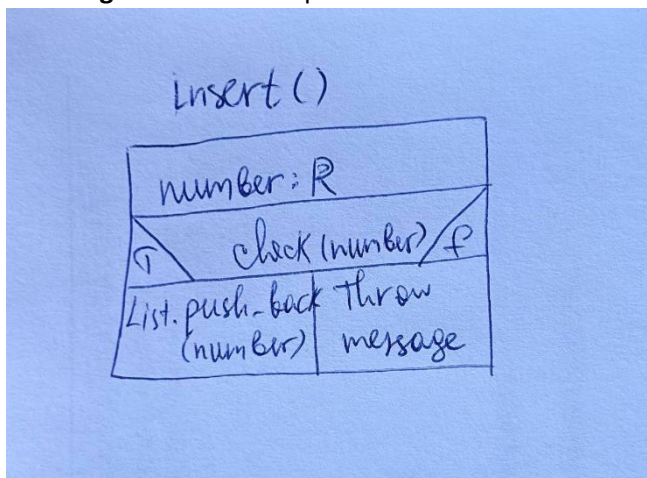 insert()
number: R
T check(number) f
List.push_back throw
(number) message